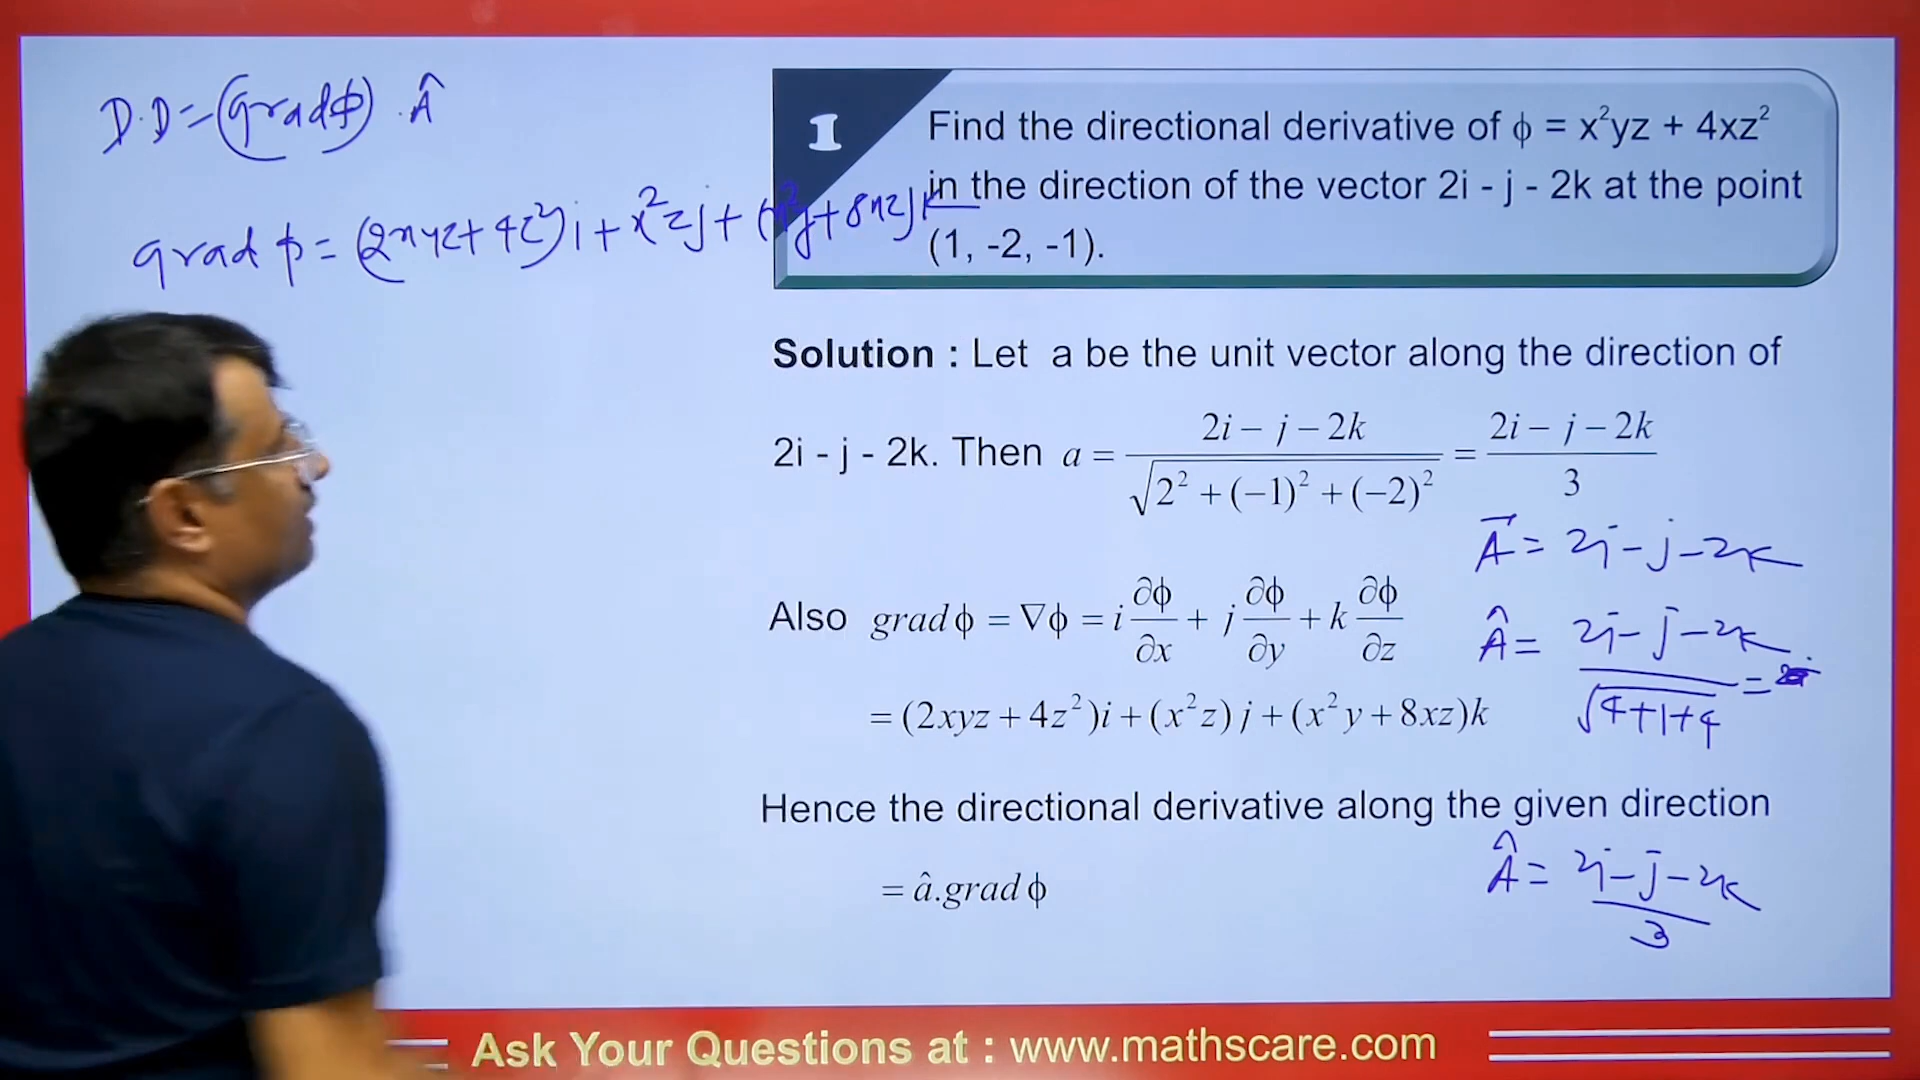 D.D = (grad ϕ) . Â
grad ϕ = (2xyz + 4z²)i + x²zj + (x²y + 8xz)k
1
Find the directional derivative of ϕ = x²yz + 4xz²
in the direction of the vector 2i - j - 2k at the point
(1, -2, -1).
Solution : Let a be the unit vector along the direction of
2i - j - 2k. Then a = (2i – j – 2k) / √(2² + (–1)² + (–2)²) = (2i – j – 2k) / 3
A⃗ = 2i – j – 2k
Also grad ϕ = ∇ϕ = i ∂ϕ/∂x + j ∂ϕ/∂y + k ∂ϕ/∂z
Â = (2i – j – 2k) / √(4+1+4) =
= (2xyz + 4z²)i + (x²z)j + (x²y + 8xz)k
Hence the directional derivative along the given direction
= â.grad ϕ
Â = (2i – j – 2k) / 3
Ask Your Questions at : www.mathscare.com